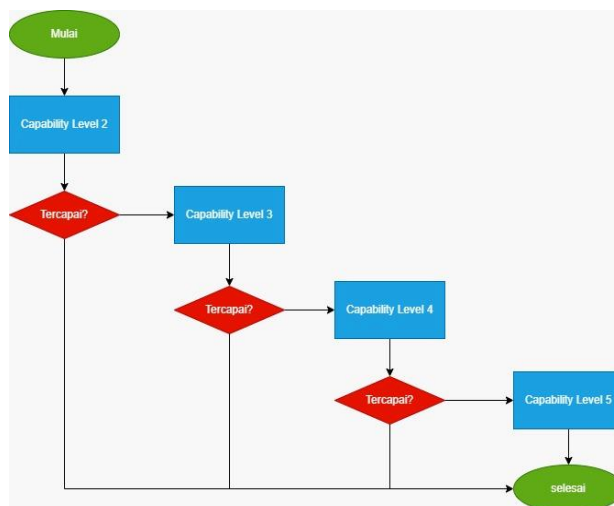 Mulai
Capability Level 2
Tercapai?
Capability Level 3
Tercapai?
Capability Level 4
Tercapai?
Capability Level 5
selesai